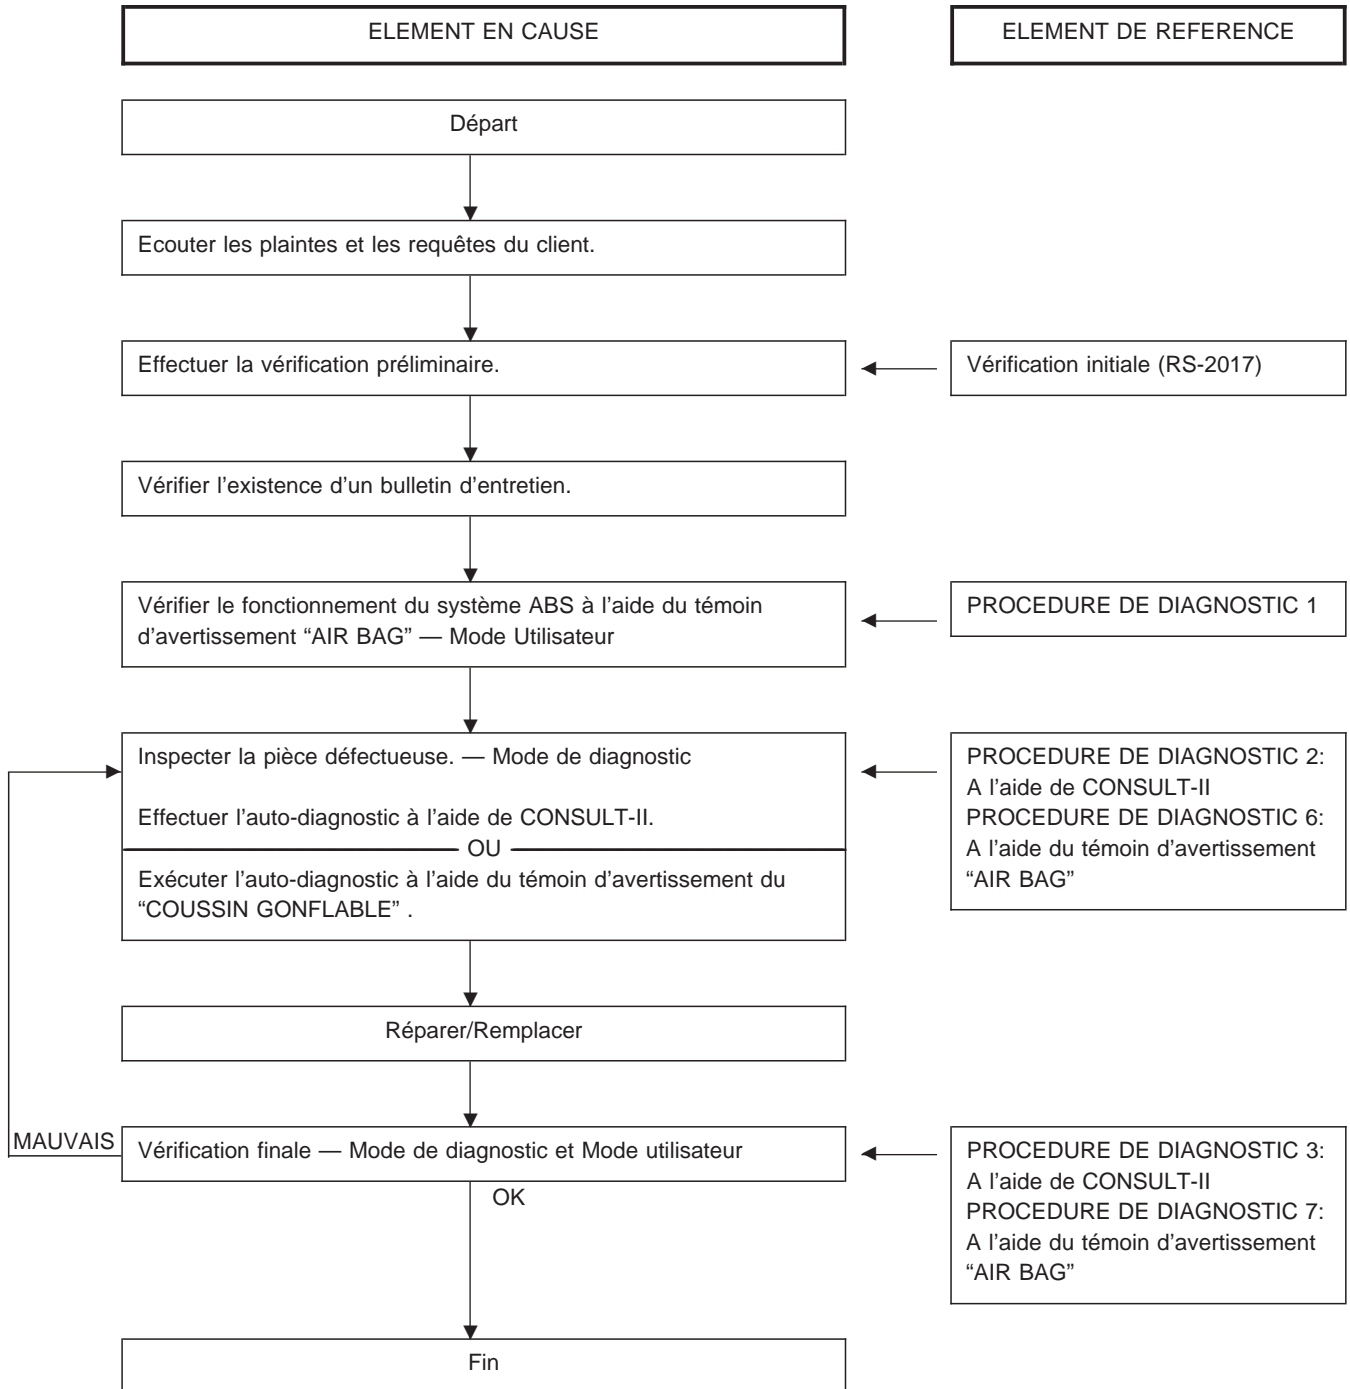 ELEMENT EN CAUSE
ELEMENT DE REFERENCE
Départ
Ecouter les plaintes et les requêtes du client.
Effectuer la vérification préliminaire.
Vérification initiale (RS-2017)
Vérifier l’existence d’un bulletin d’entretien.
Vérifier le fonctionnement du système ABS à l’aide du témoin
d’avertissement “AIR BAG” — Mode Utilisateur
PROCEDURE DE DIAGNOSTIC 1
Inspecter la pièce défectueuse. — Mode de diagnostic
Effectuer l’auto-diagnostic à l’aide de CONSULT-II.
OU
Exécuter l’auto-diagnostic à l’aide du témoin d’avertissement du
“COUSSIN GONFLABLE” .
PROCEDURE DE DIAGNOSTIC 2:
A l’aide de CONSULT-II
PROCEDURE DE DIAGNOSTIC 6:
A l’aide du témoin d’avertissement
“AIR BAG”
Réparer/Remplacer
MAUVAIS
Vérification finale — Mode de diagnostic et Mode utilisateur
OK
PROCEDURE DE DIAGNOSTIC 3:
A l’aide de CONSULT-II
PROCEDURE DE DIAGNOSTIC 7:
A l’aide du témoin d’avertissement
“AIR BAG”
Fin